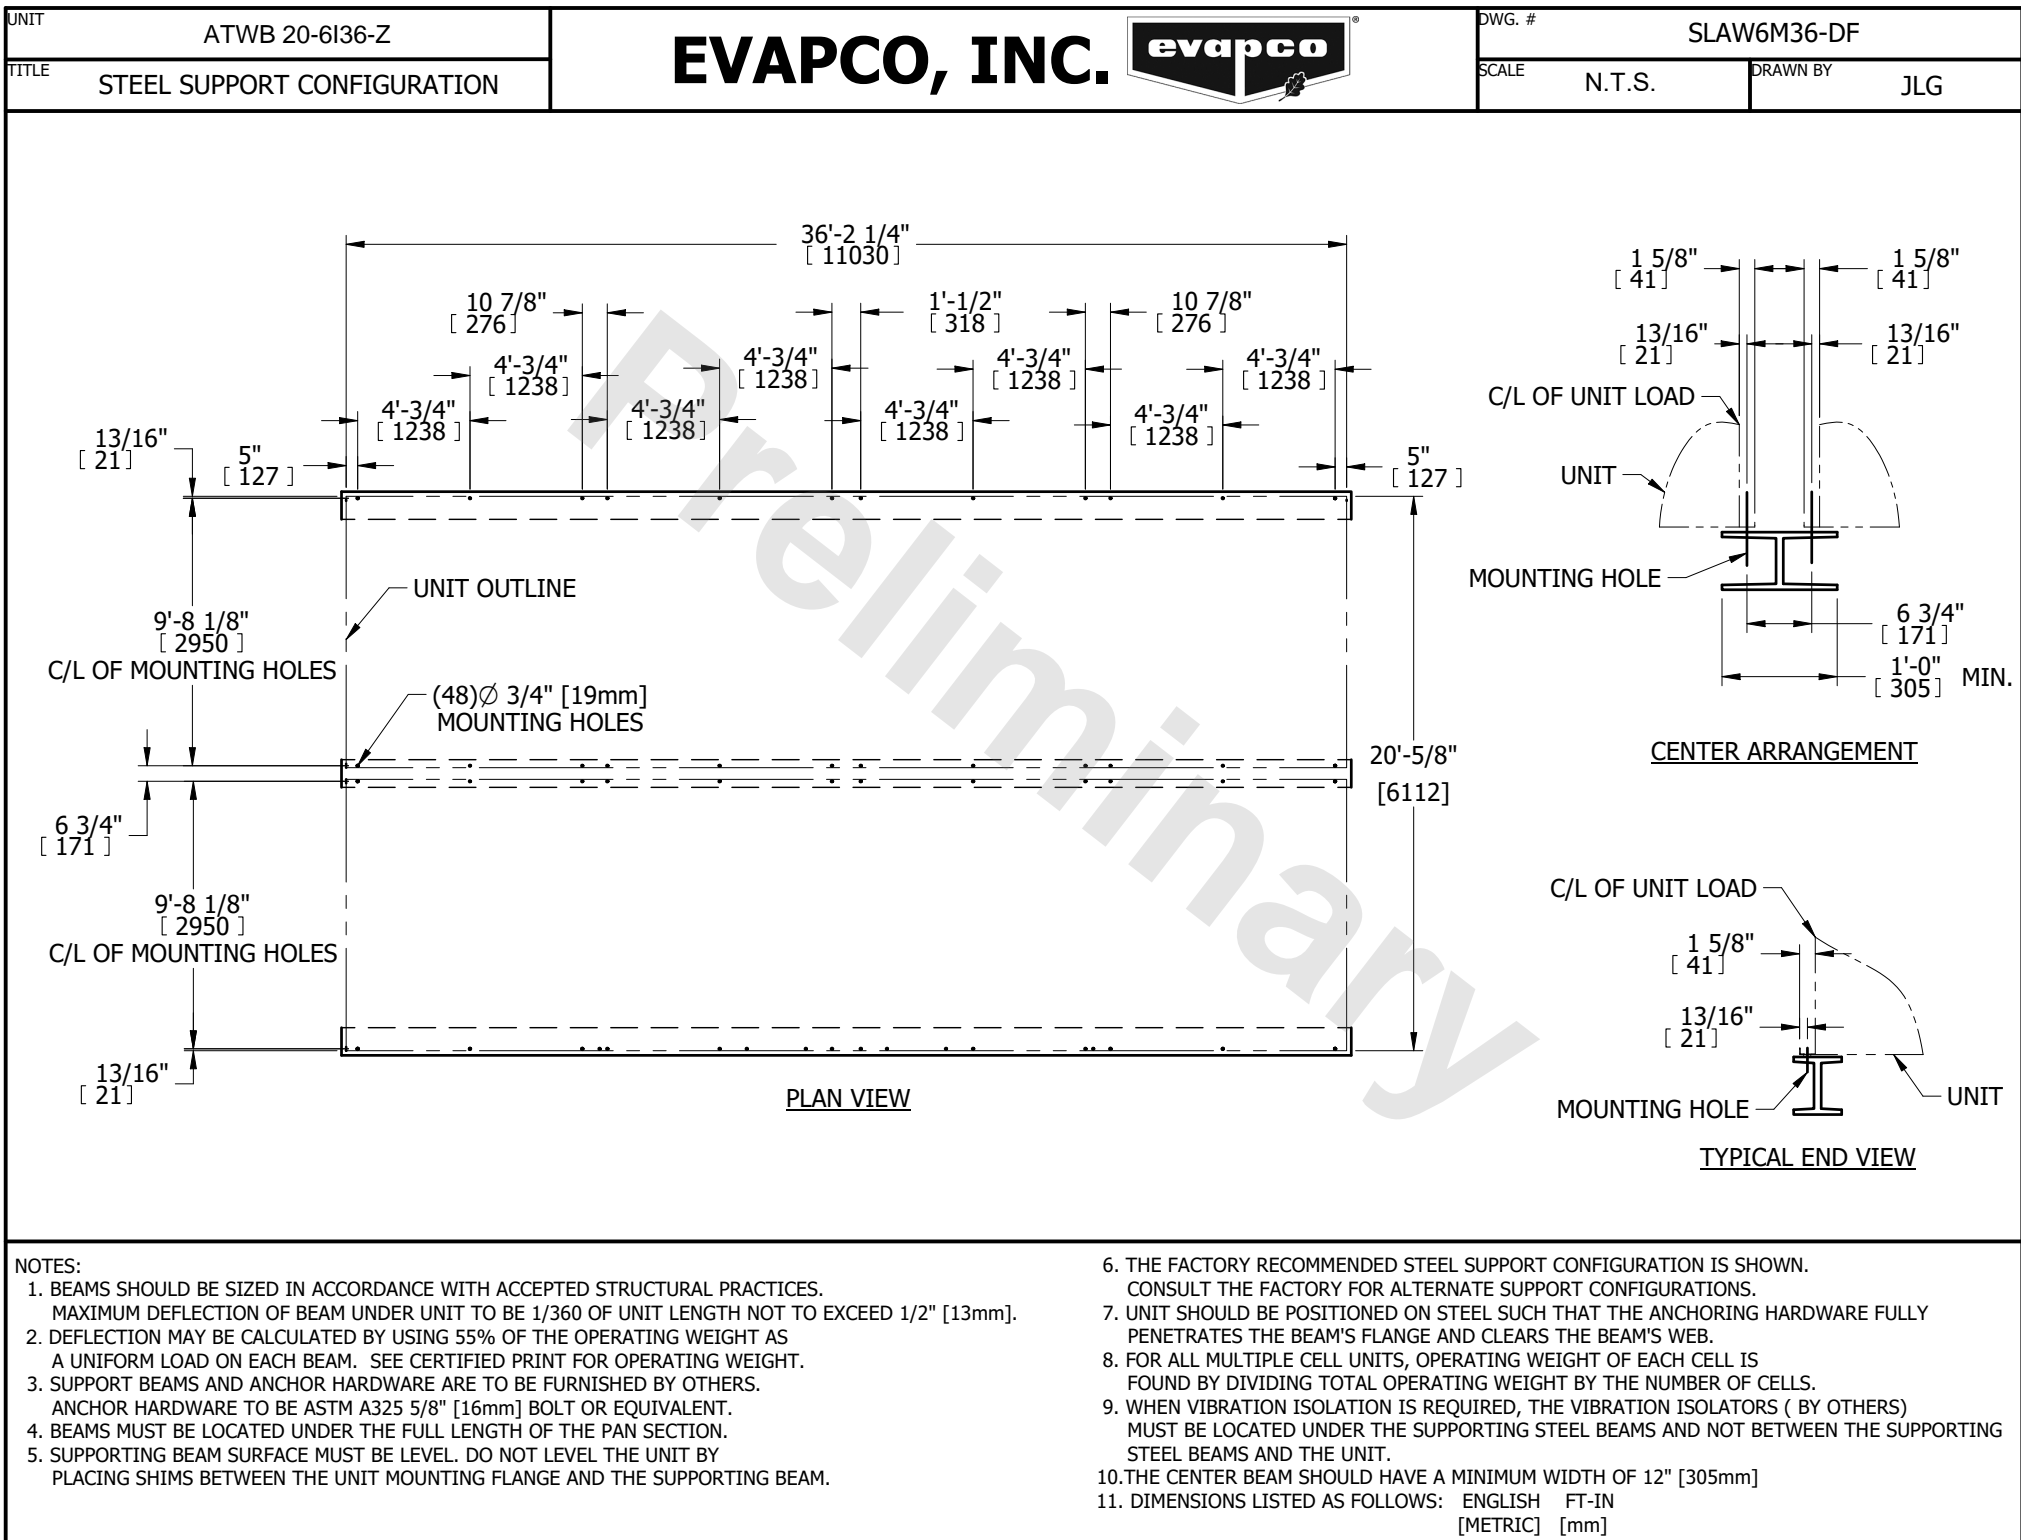 UNIT
ATWB 20-6I36-Z
TITLE
STEEL SUPPORT CONFIGURATION
EVAPCO, INC.
evapco
®
DWG. #
SLAW6M36-DF
SCALE
N.T.S.
DRAWN BY
JLG
36'-2 1/4"
[ 11030 ]
10 7/8"
[ 276 ]
1'-1/2"
[ 318 ]
10 7/8"
[ 276 ]
4'-3/4"
[ 1238 ]
4'-3/4"
[ 1238 ]
4'-3/4"
[ 1238 ]
4'-3/4"
[ 1238 ]
4'-3/4"
[ 1238 ]
4'-3/4"
[ 1238 ]
4'-3/4"
[ 1238 ]
4'-3/4"
[ 1238 ]
13/16"
[ 21 ]
5"
[ 127 ]
5"
[ 127 ]
UNIT OUTLINE
9'-8 1/8"
[ 2950 ]
C/L OF MOUNTING HOLES
(48)Ø 3/4" [19mm]
MOUNTING HOLES
20'-5/8"
[6112]
6 3/4"
[ 171 ]
9'-8 1/8"
[ 2950 ]
C/L OF MOUNTING HOLES
13/16"
[ 21 ]
PLAN VIEW
Preliminary
1 5/8"
[ 41 ]
1 5/8"
[ 41 ]
13/16"
[ 21 ]
13/16"
[ 21 ]
C/L OF UNIT LOAD
UNIT
MOUNTING HOLE
6 3/4"
[ 171 ]
1'-0"
[ 305 ] MIN.
CENTER ARRANGEMENT
C/L OF UNIT LOAD
1 5/8"
[ 41 ]
13/16"
[ 21 ]
MOUNTING HOLE
UNIT
TYPICAL END VIEW
NOTES:
1. BEAMS SHOULD BE SIZED IN ACCORDANCE WITH ACCEPTED STRUCTURAL PRACTICES.
MAXIMUM DEFLECTION OF BEAM UNDER UNIT TO BE 1/360 OF UNIT LENGTH NOT TO EXCEED 1/2" [13mm].
2. DEFLECTION MAY BE CALCULATED BY USING 55% OF THE OPERATING WEIGHT AS
A UNIFORM LOAD ON EACH BEAM. SEE CERTIFIED PRINT FOR OPERATING WEIGHT.
3. SUPPORT BEAMS AND ANCHOR HARDWARE ARE TO BE FURNISHED BY OTHERS.
ANCHOR HARDWARE TO BE ASTM A325 5/8" [16mm] BOLT OR EQUIVALENT.
4. BEAMS MUST BE LOCATED UNDER THE FULL LENGTH OF THE PAN SECTION.
5. SUPPORTING BEAM SURFACE MUST BE LEVEL. DO NOT LEVEL THE UNIT BY
PLACING SHIMS BETWEEN THE UNIT MOUNTING FLANGE AND THE SUPPORTING BEAM.
6. THE FACTORY RECOMMENDED STEEL SUPPORT CONFIGURATION IS SHOWN.
CONSULT THE FACTORY FOR ALTERNATE SUPPORT CONFIGURATIONS.
7. UNIT SHOULD BE POSITIONED ON STEEL SUCH THAT THE ANCHORING HARDWARE FULLY
PENETRATES THE BEAM'S FLANGE AND CLEARS THE BEAM'S WEB.
8. FOR ALL MULTIPLE CELL UNITS, OPERATING WEIGHT OF EACH CELL IS
FOUND BY DIVIDING TOTAL OPERATING WEIGHT BY THE NUMBER OF CELLS.
9. WHEN VIBRATION ISOLATION IS REQUIRED, THE VIBRATION ISOLATORS ( BY OTHERS)
MUST BE LOCATED UNDER THE SUPPORTING STEEL BEAMS AND NOT BETWEEN THE SUPPORTING
STEEL BEAMS AND THE UNIT.
10.THE CENTER BEAM SHOULD HAVE A MINIMUM WIDTH OF 12" [305mm]
11. DIMENSIONS LISTED AS FOLLOWS: ENGLISH FT-IN
[METRIC] [mm]